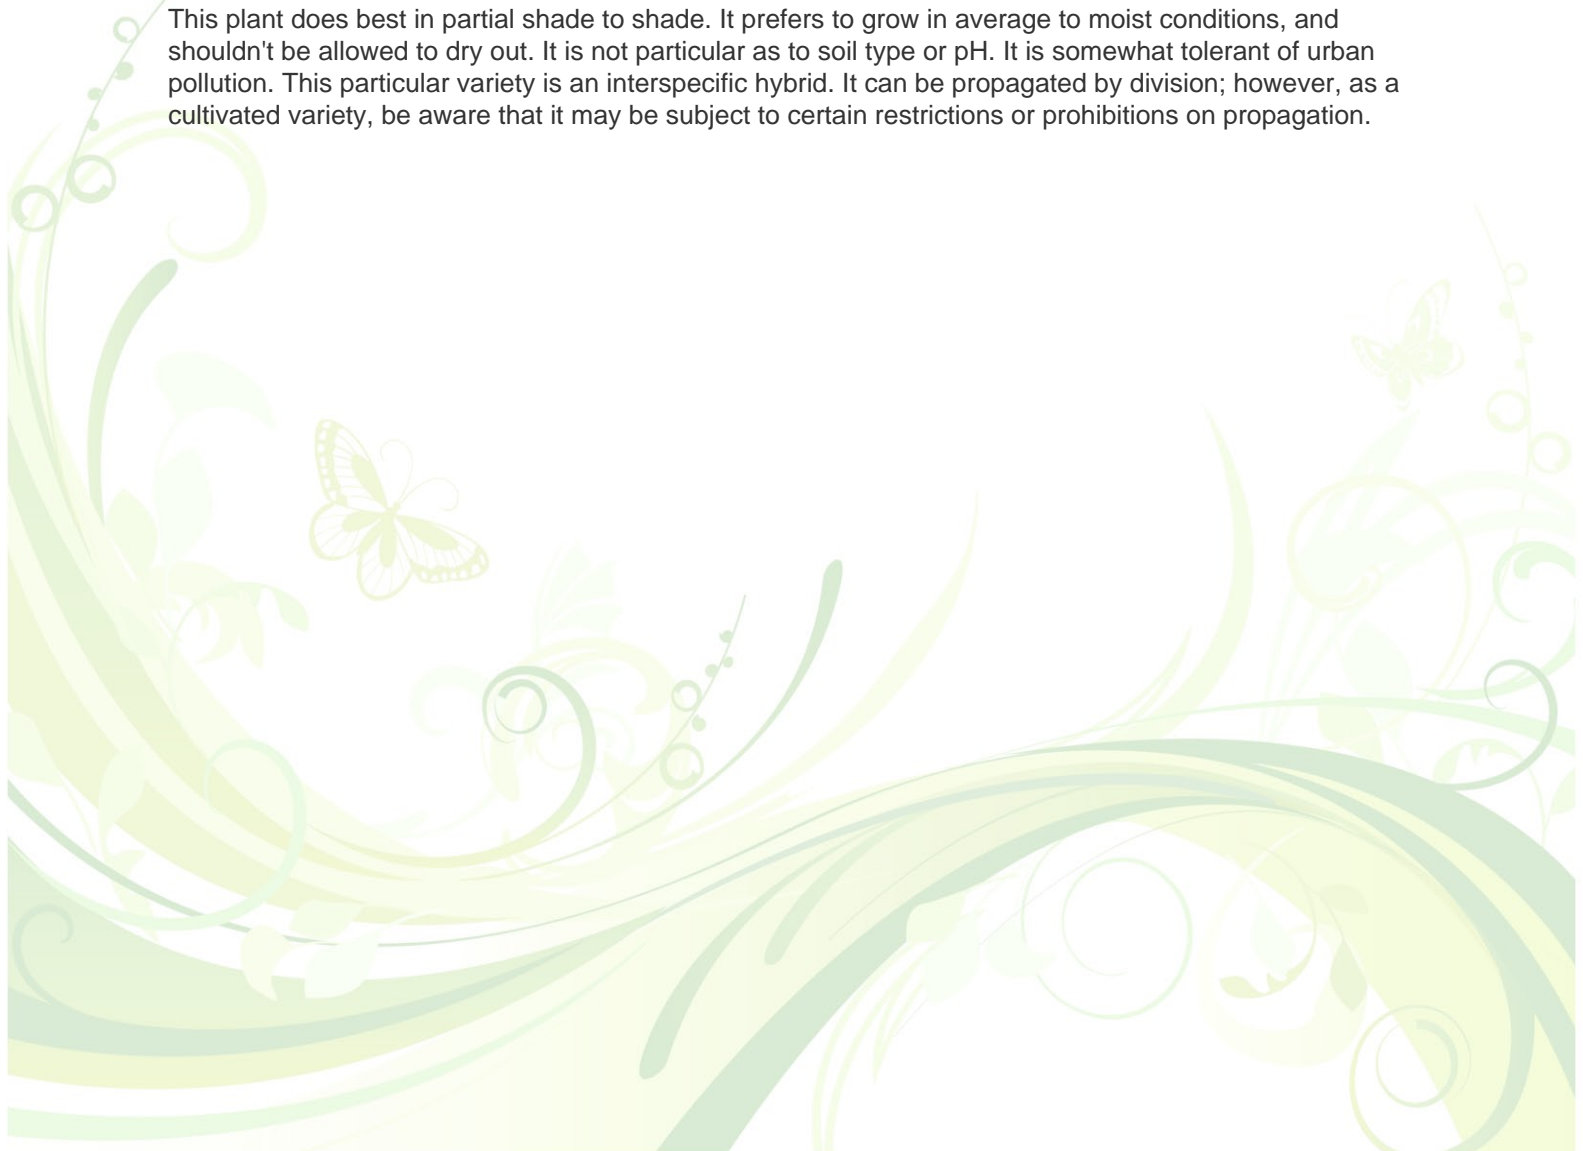 This plant does best in partial shade to shade. It prefers to grow in average to moist conditions, and
shouldn't be allowed to dry out. It is not particular as to soil type or pH. It is somewhat tolerant of urban
pollution. This particular variety is an interspecific hybrid. It can be propagated by division; however, as a
cultivated variety, be aware that it may be subject to certain restrictions or prohibitions on propagation.